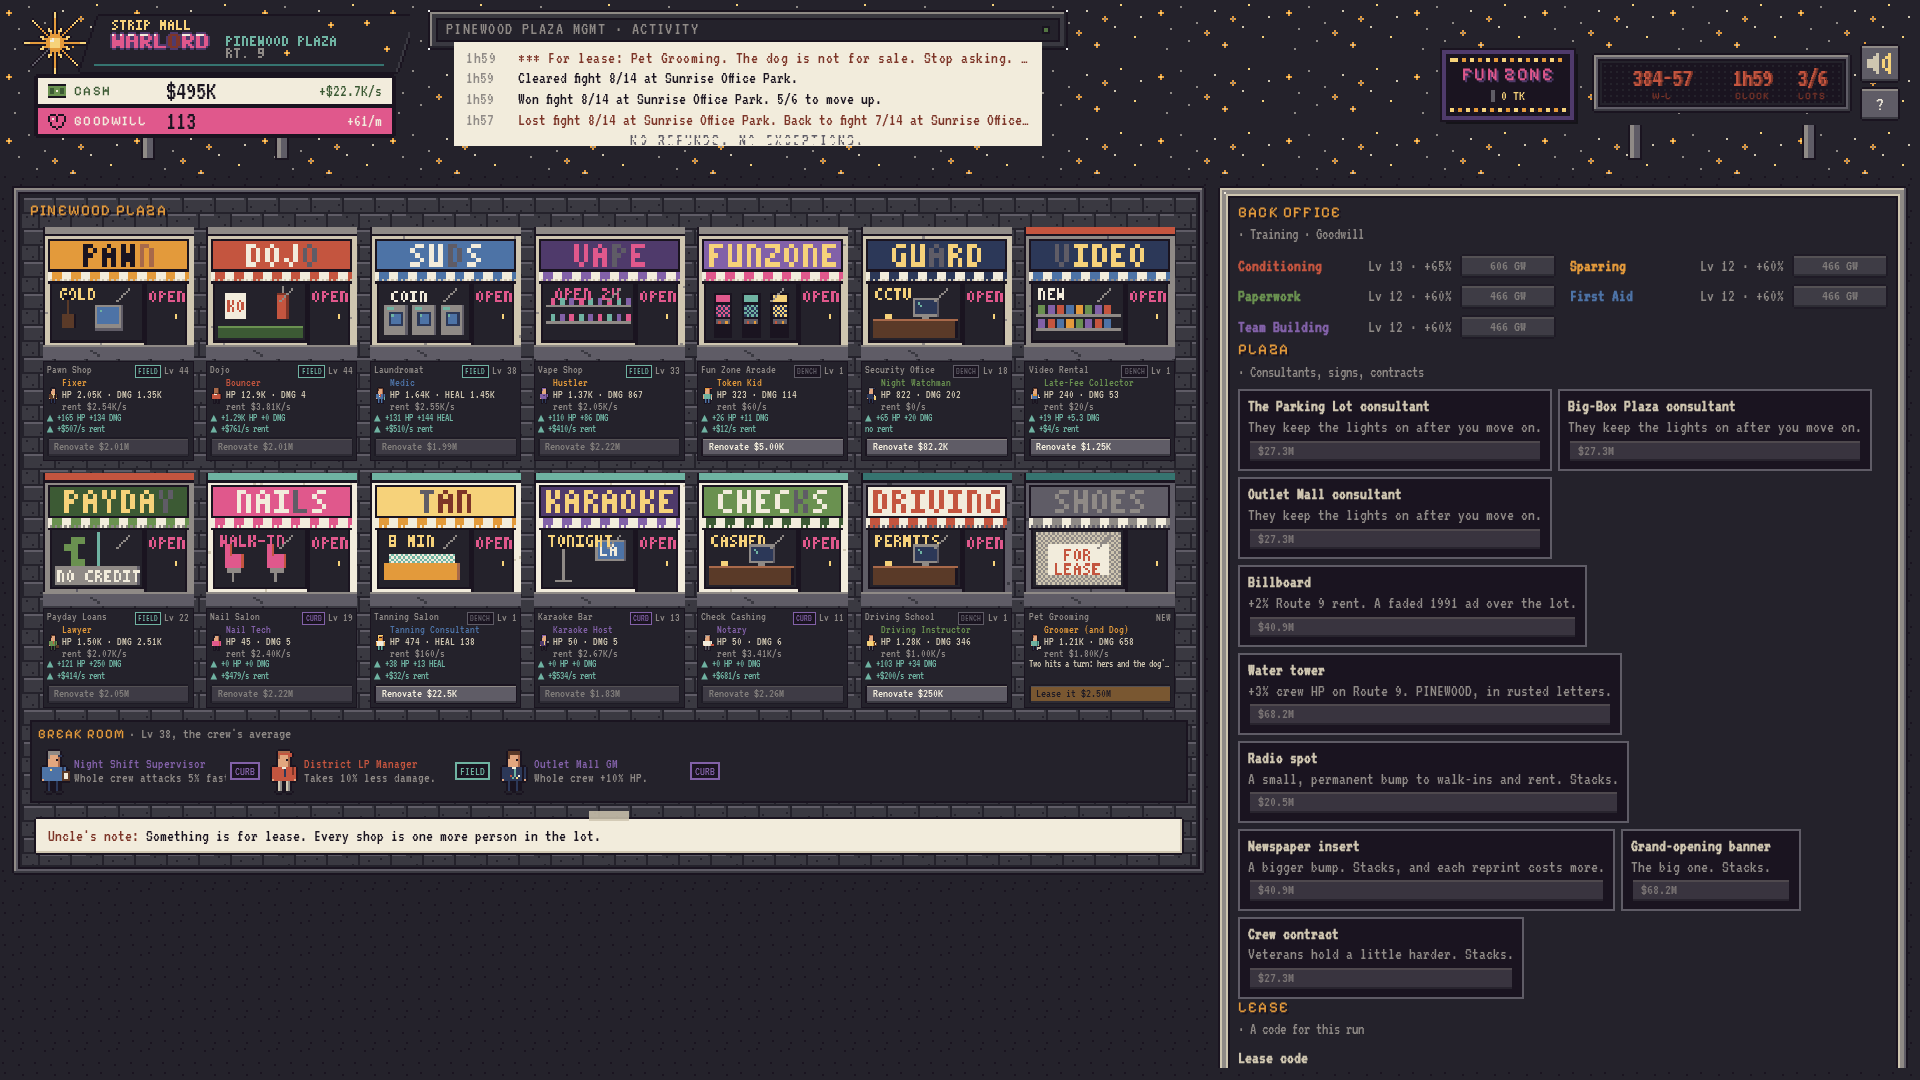 STRIP MALL
WARLORD
PINEWOOD PLAZA
RT. 9
CASH $495K +$22.7K/s
GOODWILL 113 +61/m
PINEWOOD PLAZA MGMT · ACTIVITY
1h59 *** For lease: Pet Grooming. The dog is not for sale. Stop asking. …
1h59 Cleared fight 8/14 at Sunrise Office Park.
1h59 Won fight 8/14 at Sunrise Office Park. 5/6 to move up.
1h57 Lost fight 8/14 at Sunrise Office Park. Back to fight 7/14 at Sunrise Office…
NO REFUNDS. NO EXCEPTIONS.
FUN ZONE
0 TK
384-57 1h59 3/6
W-L CLOCK LOTS
?
PINEWOOD PLAZA
PAWN DOJO SUDS VAPE FUNZONE GUARD VIDEO
GOLD OPEN
KO OPEN
COIN OPEN
OPEN 24 OPEN
OPEN
CCTV OPEN
NEW OPEN
Pawn Shop FIELD Lv 44
Fixer
HP 2.05K · DMG 1.35K
rent $2.54K/s
▲ +165 HP +134 DMG
▲ +$507/s rent
Renovate $2.01M
Dojo FIELD Lv 44
Bouncer
HP 12.9K · DMG 4
rent $3.81K/s
▲ +1.29K HP +0 DMG
▲ +$761/s rent
Renovate $2.01M
Laundromat FIELD Lv 38
Medic
HP 1.64K · HEAL 1.45K
rent $2.55K/s
▲ +131 HP +144 HEAL
▲ +$510/s rent
Renovate $1.99M
Vape Shop FIELD Lv 33
Hustler
HP 1.37K · DMG 867
rent $2.05K/s
▲ +110 HP +86 DMG
▲ +$410/s rent
Renovate $2.22M
Fun Zone Arcade BENCH Lv 1
Token Kid
HP 323 · DMG 114
rent $60/s
▲ +26 HP +11 DMG
▲ +$12/s rent
Renovate $5.00K
Security Office BENCH Lv 18
Night Watchman
HP 822 · DMG 202
rent $0/s
▲ +65 HP +20 DMG
no rent
Renovate $82.2K
Video Rental BENCH Lv 1
Late-Fee Collector
HP 240 · DMG 53
rent $20/s
▲ +19 HP +5.3 DMG
▲ +$4/s rent
Renovate $1.25K
PAYDAY NAILS TAN KARAOKE CHECKS DRIVING SHOES
NO CREDIT OPEN
WALK-IN OPEN
8 MIN OPEN
TONIGHT LA OPEN
CASHED OPEN
PERMITS OPEN
FOR LEASE
Payday Loans FIELD Lv 22
Lawyer
HP 1.50K · DMG 2.51K
rent $2.07K/s
▲ +121 HP +250 DMG
▲ +$414/s rent
Renovate $2.05M
Nail Salon CURB Lv 19
Nail Tech
HP 45 · DMG 5
rent $2.40K/s
▲ +0 HP +0 DMG
▲ +$479/s rent
Renovate $2.22M
Tanning Salon BENCH Lv 1
Tanning Consultant
HP 474 · HEAL 138
rent $160/s
▲ +38 HP +13 HEAL
▲ +$32/s rent
Renovate $22.5K
Karaoke Bar CURB Lv 13
Karaoke Host
HP 50 · DMG 5
rent $2.67K/s
▲ +0 HP +0 DMG
▲ +$534/s rent
Renovate $1.83M
Check Cashing CURB Lv 11
Notary
HP 50 · DMG 6
rent $3.41K/s
▲ +0 HP +0 DMG
▲ +$681/s rent
Renovate $2.26M
Driving School BENCH Lv 1
Driving Instructor
HP 1.28K · DMG 346
rent $1.00K/s
▲ +103 HP +34 DMG
▲ +$200/s rent
Renovate $250K
Pet Grooming NEW
Groomer (and Dog)
HP 1.21K · DMG 658
rent $1.80K/s
Two hits a turn: hers and the dog'…
Lease it $2.50M
BREAK ROOM · Lv 38, the crew's average
Night Shift Supervisor
Whole crew attacks 5% fast CURB
District LP Manager
Takes 10% less damage. FIELD
Outlet Mall GM
Whole crew +10% HP. CURB
Uncle's note: Something is for lease. Every shop is one more person in the lot.
BACK OFFICE
· Training · Goodwill
Conditioning Lv 13 · +65% 606 GW
Sparring Lv 12 · +60% 466 GW
Paperwork Lv 12 · +60% 466 GW
First Aid Lv 12 · +60% 466 GW
Team Building Lv 12 · +60% 466 GW
PLAZA
· Consultants, signs, contracts
The Parking Lot consultant
They keep the lights on after you move on.
$27.3M
Big-Box Plaza consultant
They keep the lights on after you move on.
$27.3M
Outlet Mall consultant
They keep the lights on after you move on.
$27.3M
Billboard
+2% Route 9 rent. A faded 1991 ad over the lot.
$40.9M
Water tower
+3% crew HP on Route 9. PINEWOOD, in rusted letters.
$68.2M
Radio spot
A small, permanent bump to walk-ins and rent. Stacks.
$20.5M
Newspaper insert
A bigger bump. Stacks, and each reprint costs more.
$40.9M
Grand-opening banner
The big one. Stacks.
$68.2M
Crew contract
Veterans hold a little harder. Stacks.
$27.3M
LEASE
· A code for this run
Lease code